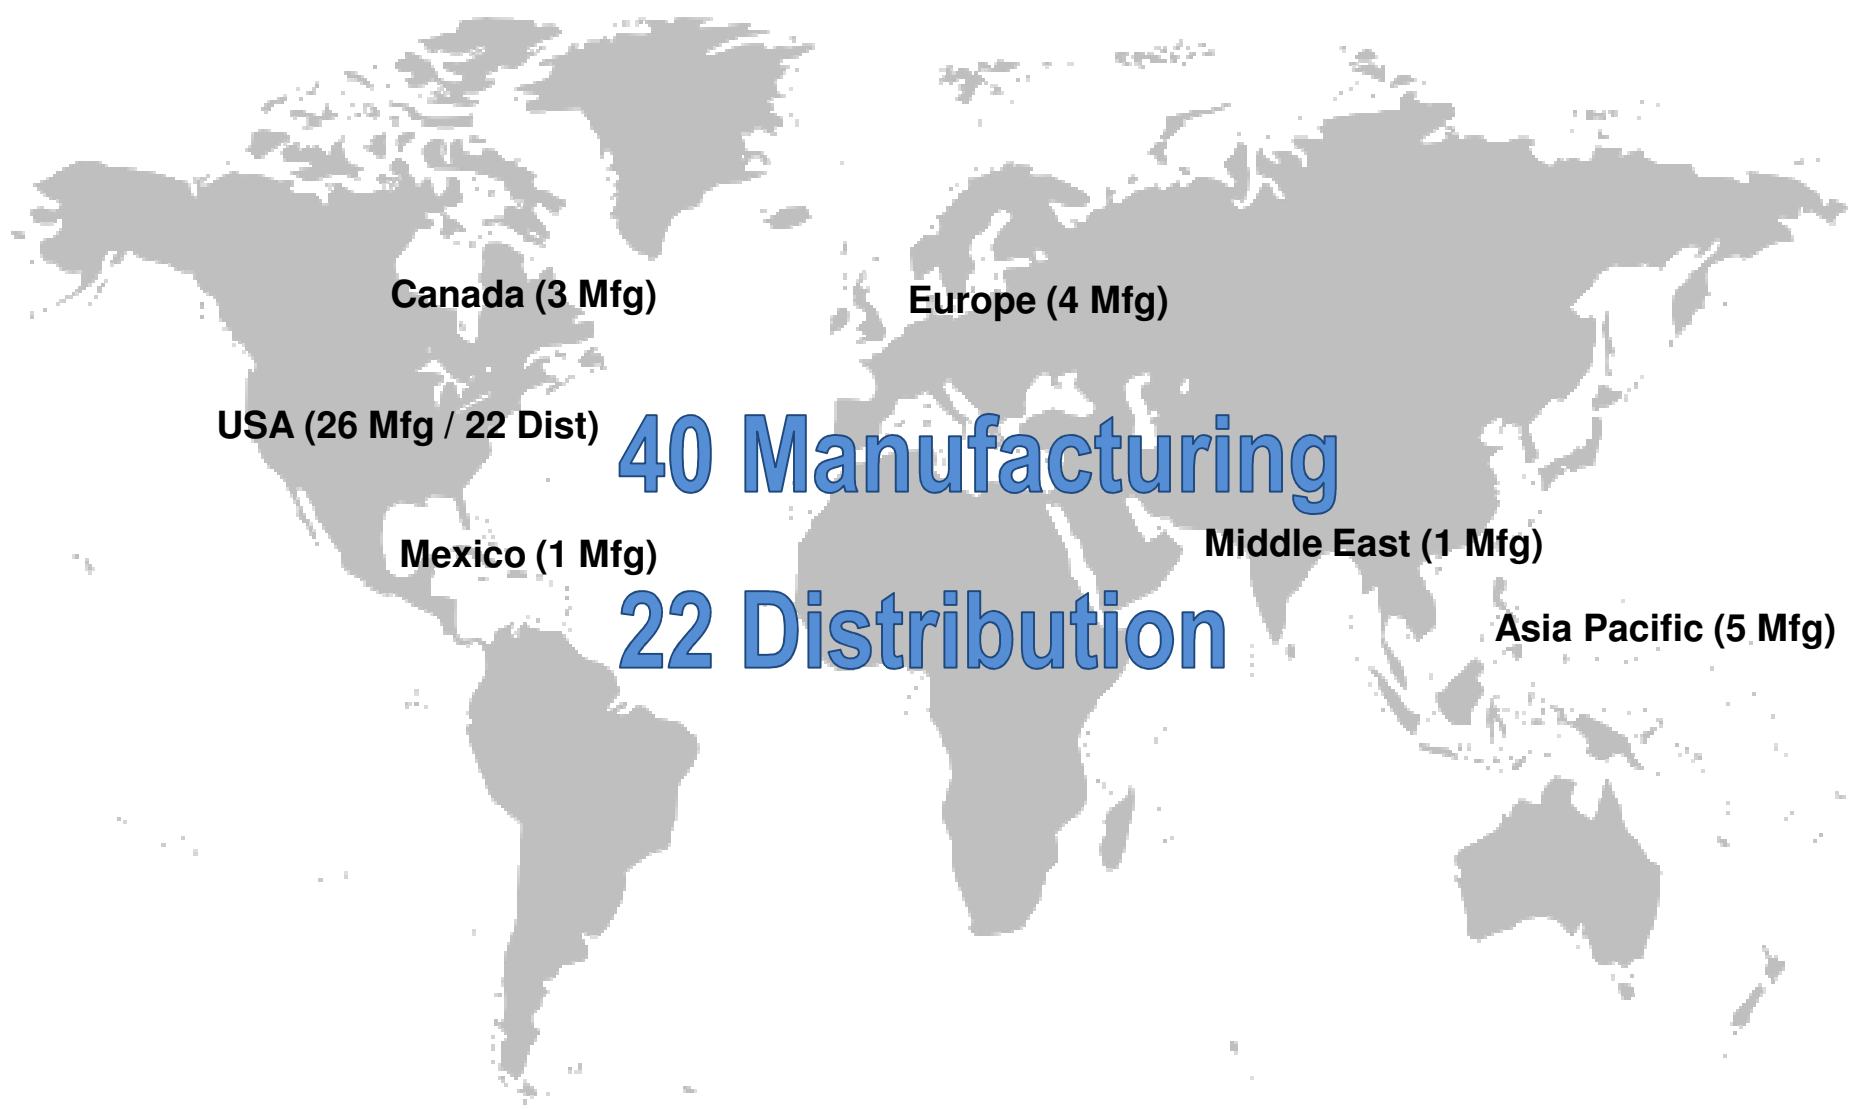 Canada (3 Mfg)
Europe (4 Mfg)
USA (26 Mfg / 22 Dist)
40 Manufacturing
Mexico (1 Mfg)
Middle East (1 Mfg)
22 Distribution
Asia Pacific (5 Mfg)